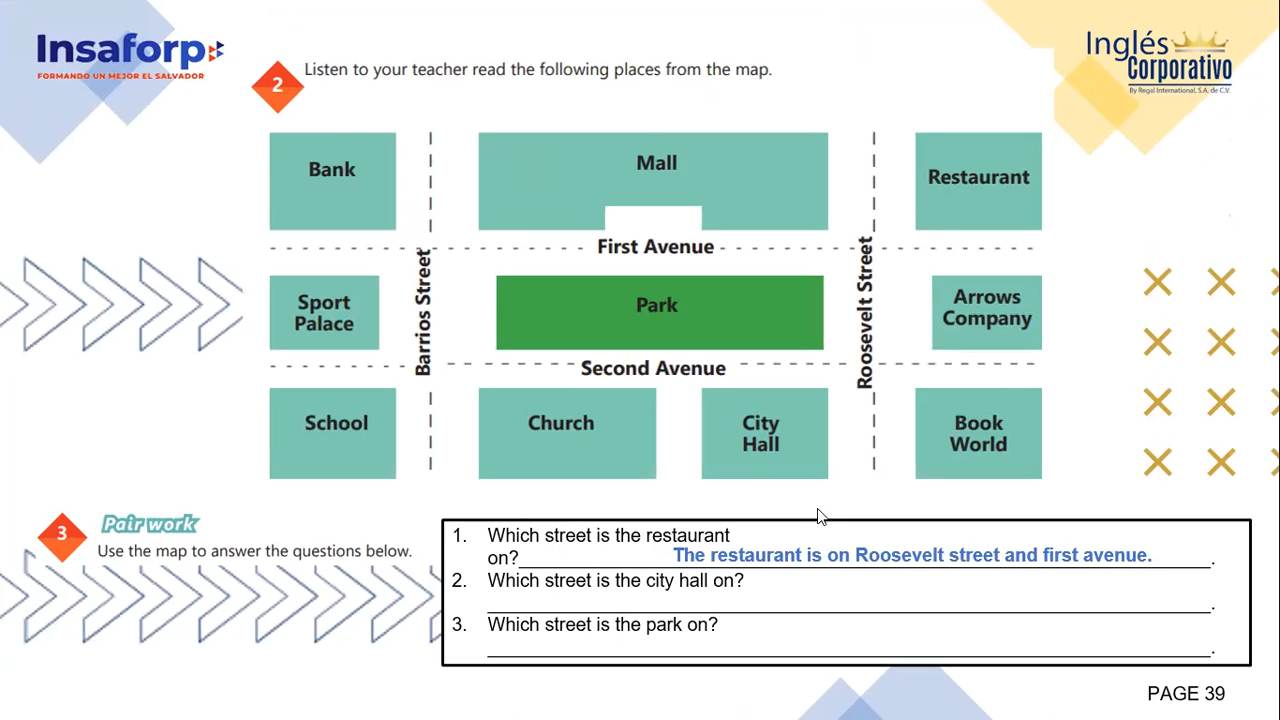 Insaforp
FORMANDO UN MEJOR EL SALVADOR
2
Listen to your teacher read the following places from the map.
Inglés
Corporativo
By Regal International, S.A. de C.V.
Bank
Mall
Restaurant
First Avenue
Barrios Street
Roosevelt Street
Sport
Palace
Park
Arrows
Company
Second Avenue
School
Church
City
Hall
Book
World
3
Pair work
Use the map to answer the questions below.
1. Which street is the restaurant
on? The restaurant is on Roosevelt street and first avenue. .
2. Which street is the city hall on?
.
3. Which street is the park on?
.
PAGE 39